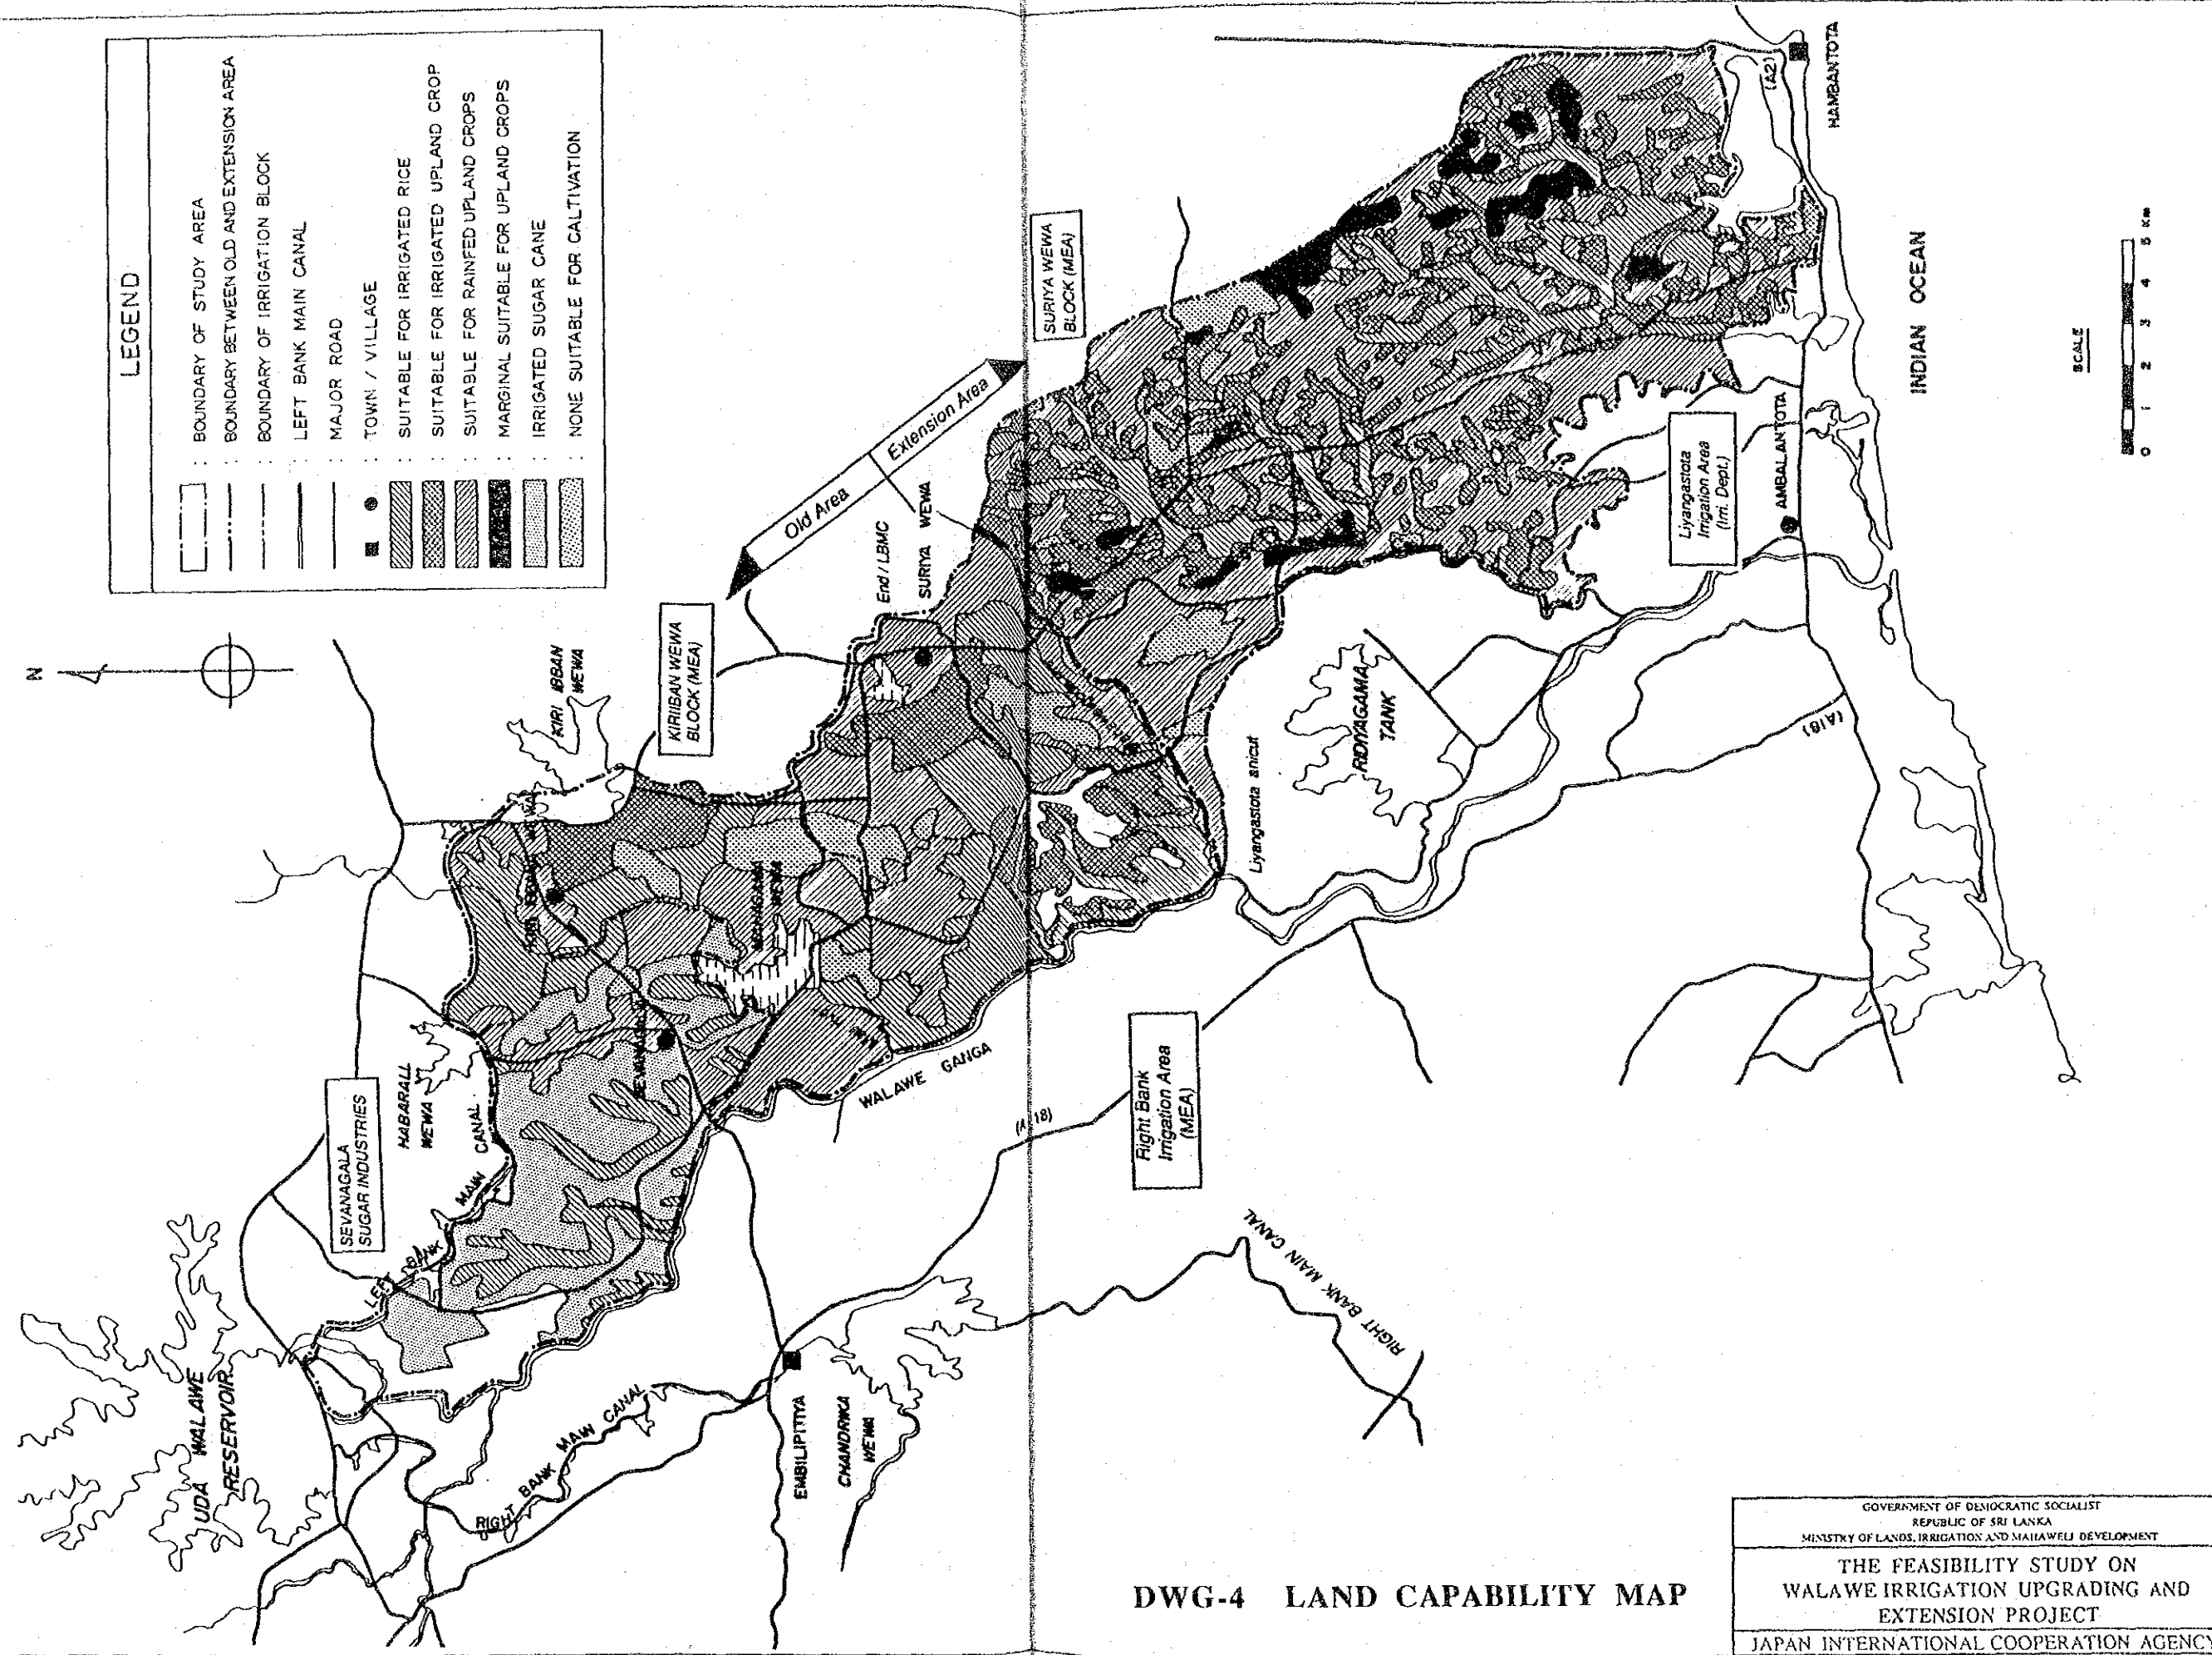 LEGEND
: BOUNDARY OF STUDY AREA
: BOUNDARY BETWEEN OLD AND EXTENSION AREA
: BOUNDARY OF IRRIGATION BLOCK
: LEFT BANK MAIN CANAL
: MAJOR ROAD
: TOWN / VILLAGE
: SUITABLE FOR IRRIGATED RICE
: SUITABLE FOR IRRIGATED UPLAND CROP
: SUITABLE FOR RAINFED UPLAND CROPS
: MARGINAL SUITABLE FOR UPLAND CROPS
: IRRIGATED SUGAR CANE
: NONE SUITABLE FOR CALTIVATION
N
UDA WALAWE
RESERVOIR
SEVANAGALA
SUGAR INDUSTRIES
HABARALL
WEWA
LEFT BANK MAIN CANAL
KIRI IBBAN
WEWA
KIRIIBAN WEWA
BLOCK (MEA)
Old Area
Extension Area
End / LBMC
SURIYA WEWA
SURIYA WEWA
BLOCK (MEA)
WEWA
WALAWE GANGA
RIGHT BANK MAIN CANAL
EMBILIPITIYA
CHANDRIKA
WEWA
(A 18)
Right Bank
Irrigation Area
(MEA)
RIGHT BANK MAIN CANAL
Liyangastota anicut
RIDIYAGAMA
TANK
(A18)
Liyangastota
Irrigation Area
(Irri. Dept.)
AMBALANTOTA
(A2)
HAMBANTOTA
INDIAN OCEAN
SCALE
0 1 2 3 4 5 Km
DWG-4 LAND CAPABILITY MAP
GOVERNMENT OF DEMOCRATIC SOCIALIST
REPUBLIC OF SRI LANKA
MINISTRY OF LANDS, IRRIGATION AND MAHAWELI DEVELOPMENT
THE FEASIBILITY STUDY ON
WALAWE IRRIGATION UPGRADING AND
EXTENSION PROJECT
JAPAN INTERNATIONAL COOPERATION AGENCY